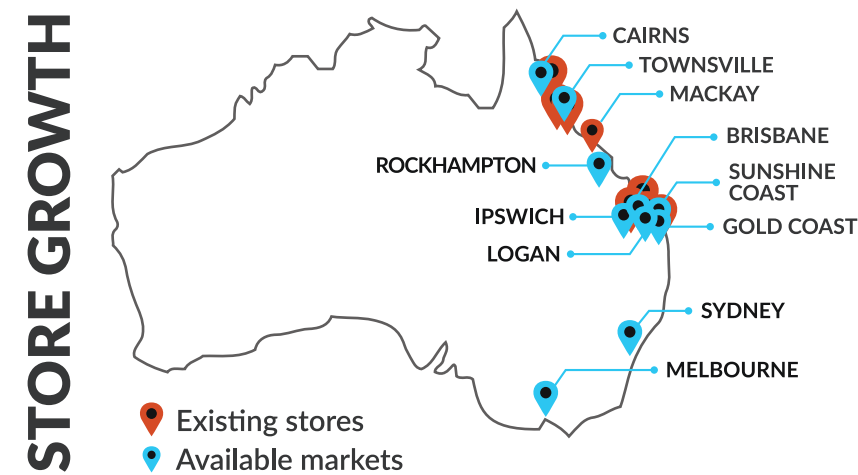 STORE GROWTH
CAIRNS
TOWNSVILLE
MACKAY
BRISBANE
ROCKHAMPTON
SUNSHINE
COAST
IPSWICH
GOLD COAST
LOGAN
SYDNEY
MELBOURNE
Existing stores
Available markets